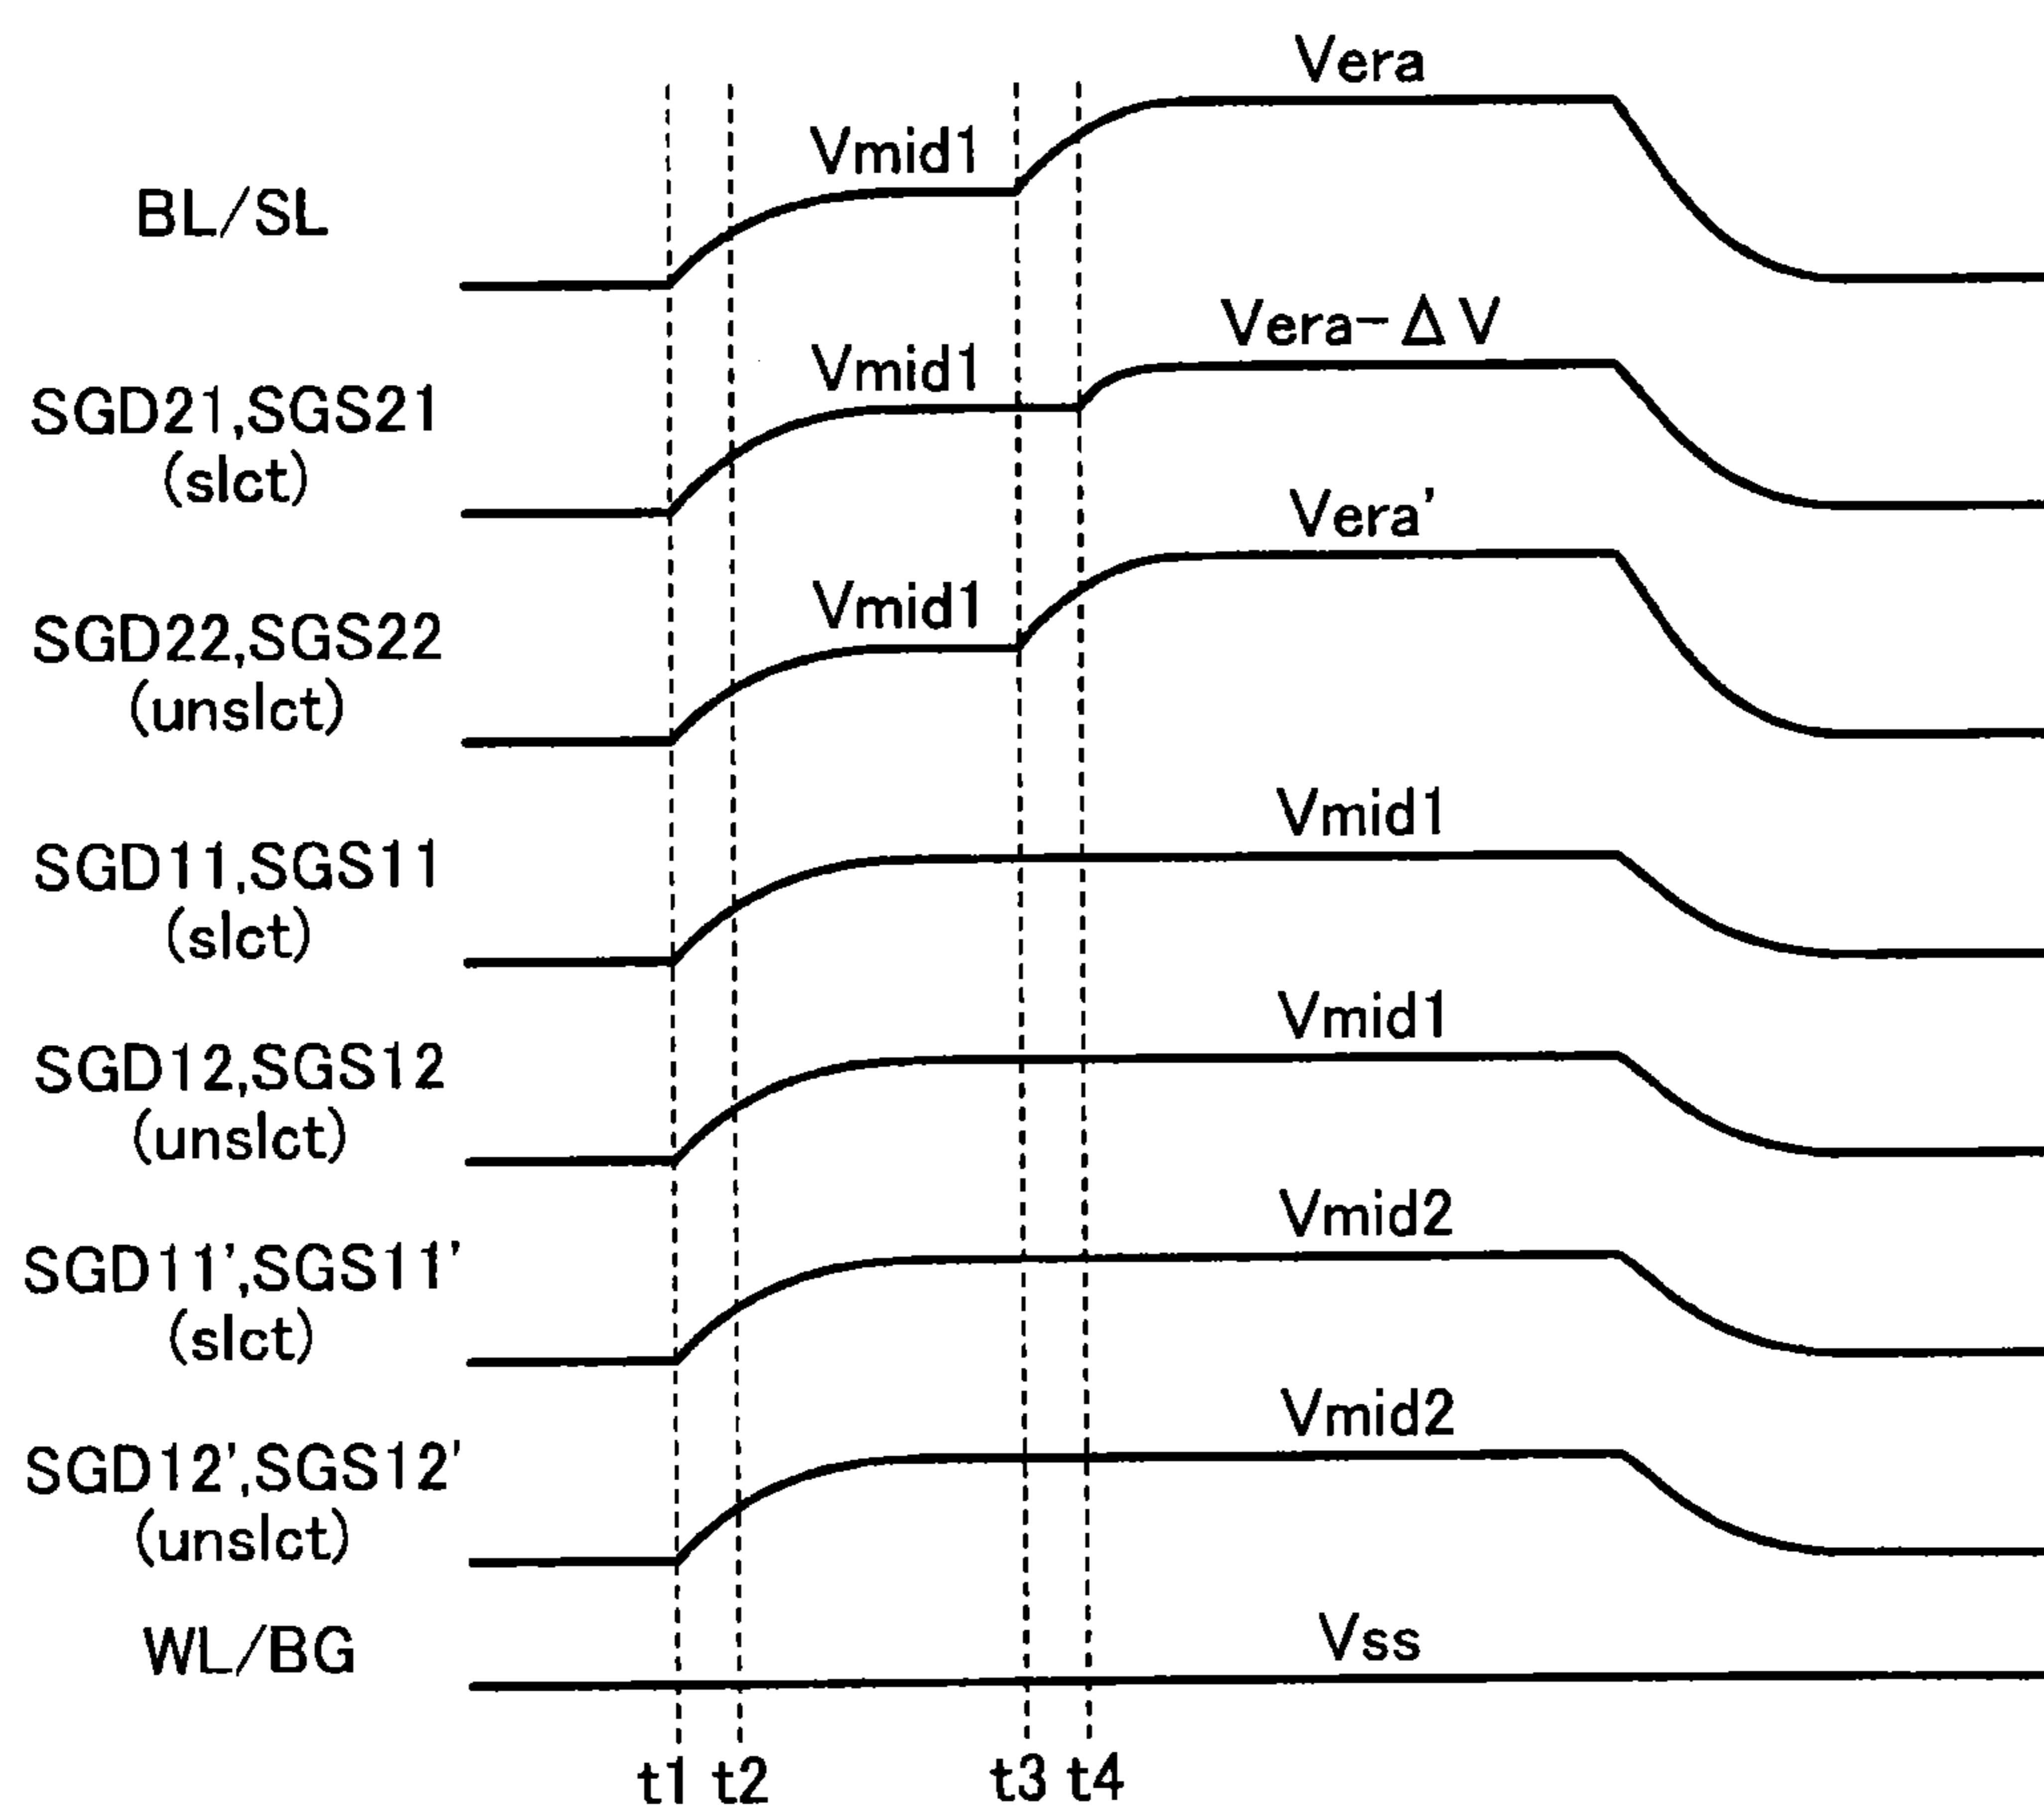 Vera
Vmid1
BL/SL
Vera-ΔV
Vmid1
SGD21,SGS21
(slct)
Vera'
Vmid1
SGD22,SGS22
(unslct)
Vmid1
SGD11,SGS11
(slct)
Vmid1
SGD12,SGS12
(unslct)
Vmid2
SGD11',SGS11'
(slct)
Vmid2
SGD12',SGS12'
(unslct)
Vss
WL/BG
t1 t2 t3 t4